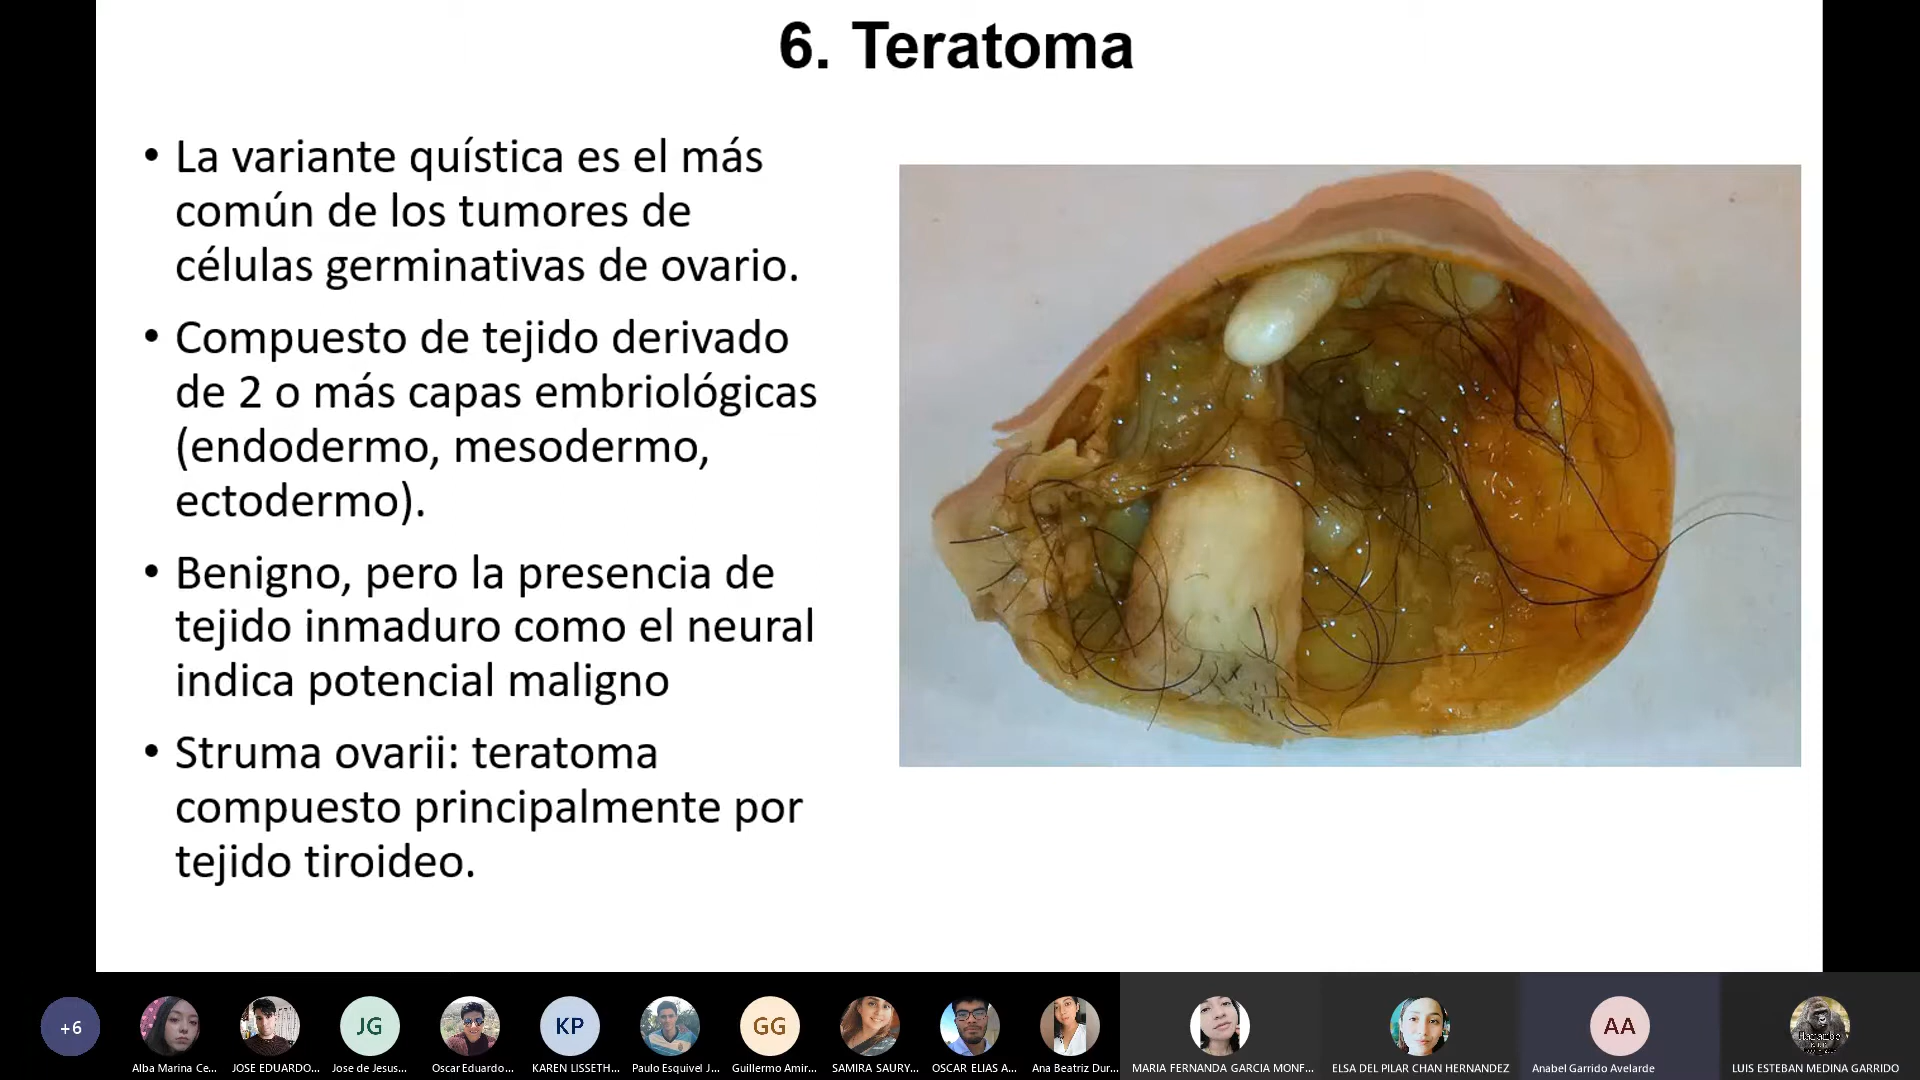 6. Teratoma
• La variante quística es el más
común de los tumores de
células germinativas de ovario.
• Compuesto de tejido derivado
de 2 o más capas embriológicas
(endodermo, mesodermo,
ectodermo).
• Benigno, pero la presencia de
tejido inmaduro como el neural
indica potencial maligno
• Struma ovarii: teratoma
compuesto principalmente por
tejido tiroideo.
+6
JG
KP
GG
AA
Alba Marina Ce...
JOSE EDUARDO...
Jose de Jesus...
Oscar Eduardo...
KAREN LISSETH...
Paulo Esquivel J...
Guillermo Amir...
SAMIRA SAURY...
OSCAR ELIAS A...
Ana Beatriz Dur...
MARIA FERNANDA GARCIA MONF...
ELSA DEL PILAR CHAN HERNANDEZ
Anabel Garrido Avelarde
LUIS ESTEBAN MEDINA GARRIDO